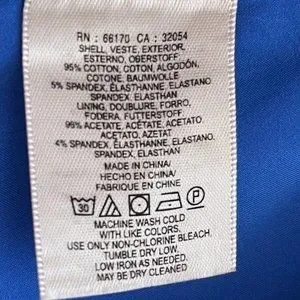 RN : 66170 CA : 32054
SHELL, VESTE, EXTERIOR,
ESTERNO, OBERSTOFF
95% COTTON, COTON, ALGODÓN,
COTONE, BAUMWOLLE
5% SPANDEX, ÉLASTHANNE, ELASTANO
SPANDEX, ELASTHAN
LINING, DOUBLURE, FORRO,
FODERA, FUTTERSTOFF
96% ACETATE, ACÉTATE, ACETATO
ACETATO, AZETAT
4% SPANDEX, ÉLASTHANNE, ELASTANO
SPANDEX, ELASTHAN
MADE IN CHINA/
HECHO EN CHINA/
FABRIQUE EN CHINE
30 P
MACHINE WASH COLD
WITH LIKE COLORS.
USE ONLY NON-CHLORINE BLEACH.
TUMBLE DRY LOW.
LOW IRON AS NEEDED.
MAY BE DRY CLEANED